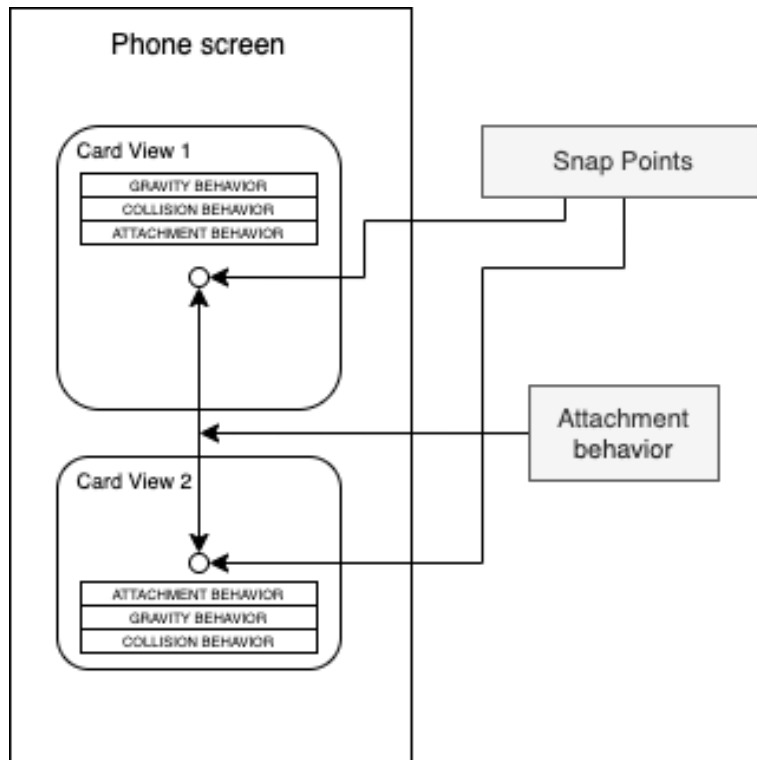 Phone screen
Card View 1
GRAVITY BEHAVIOR
COLLISION BEHAVIOR
ATTACHMENT BEHAVIOR
Snap Points
Attachment
behavior
Card View 2
ATTACHMENT BEHAVIOR
GRAVITY BEHAVIOR
COLLISION BEHAVIOR